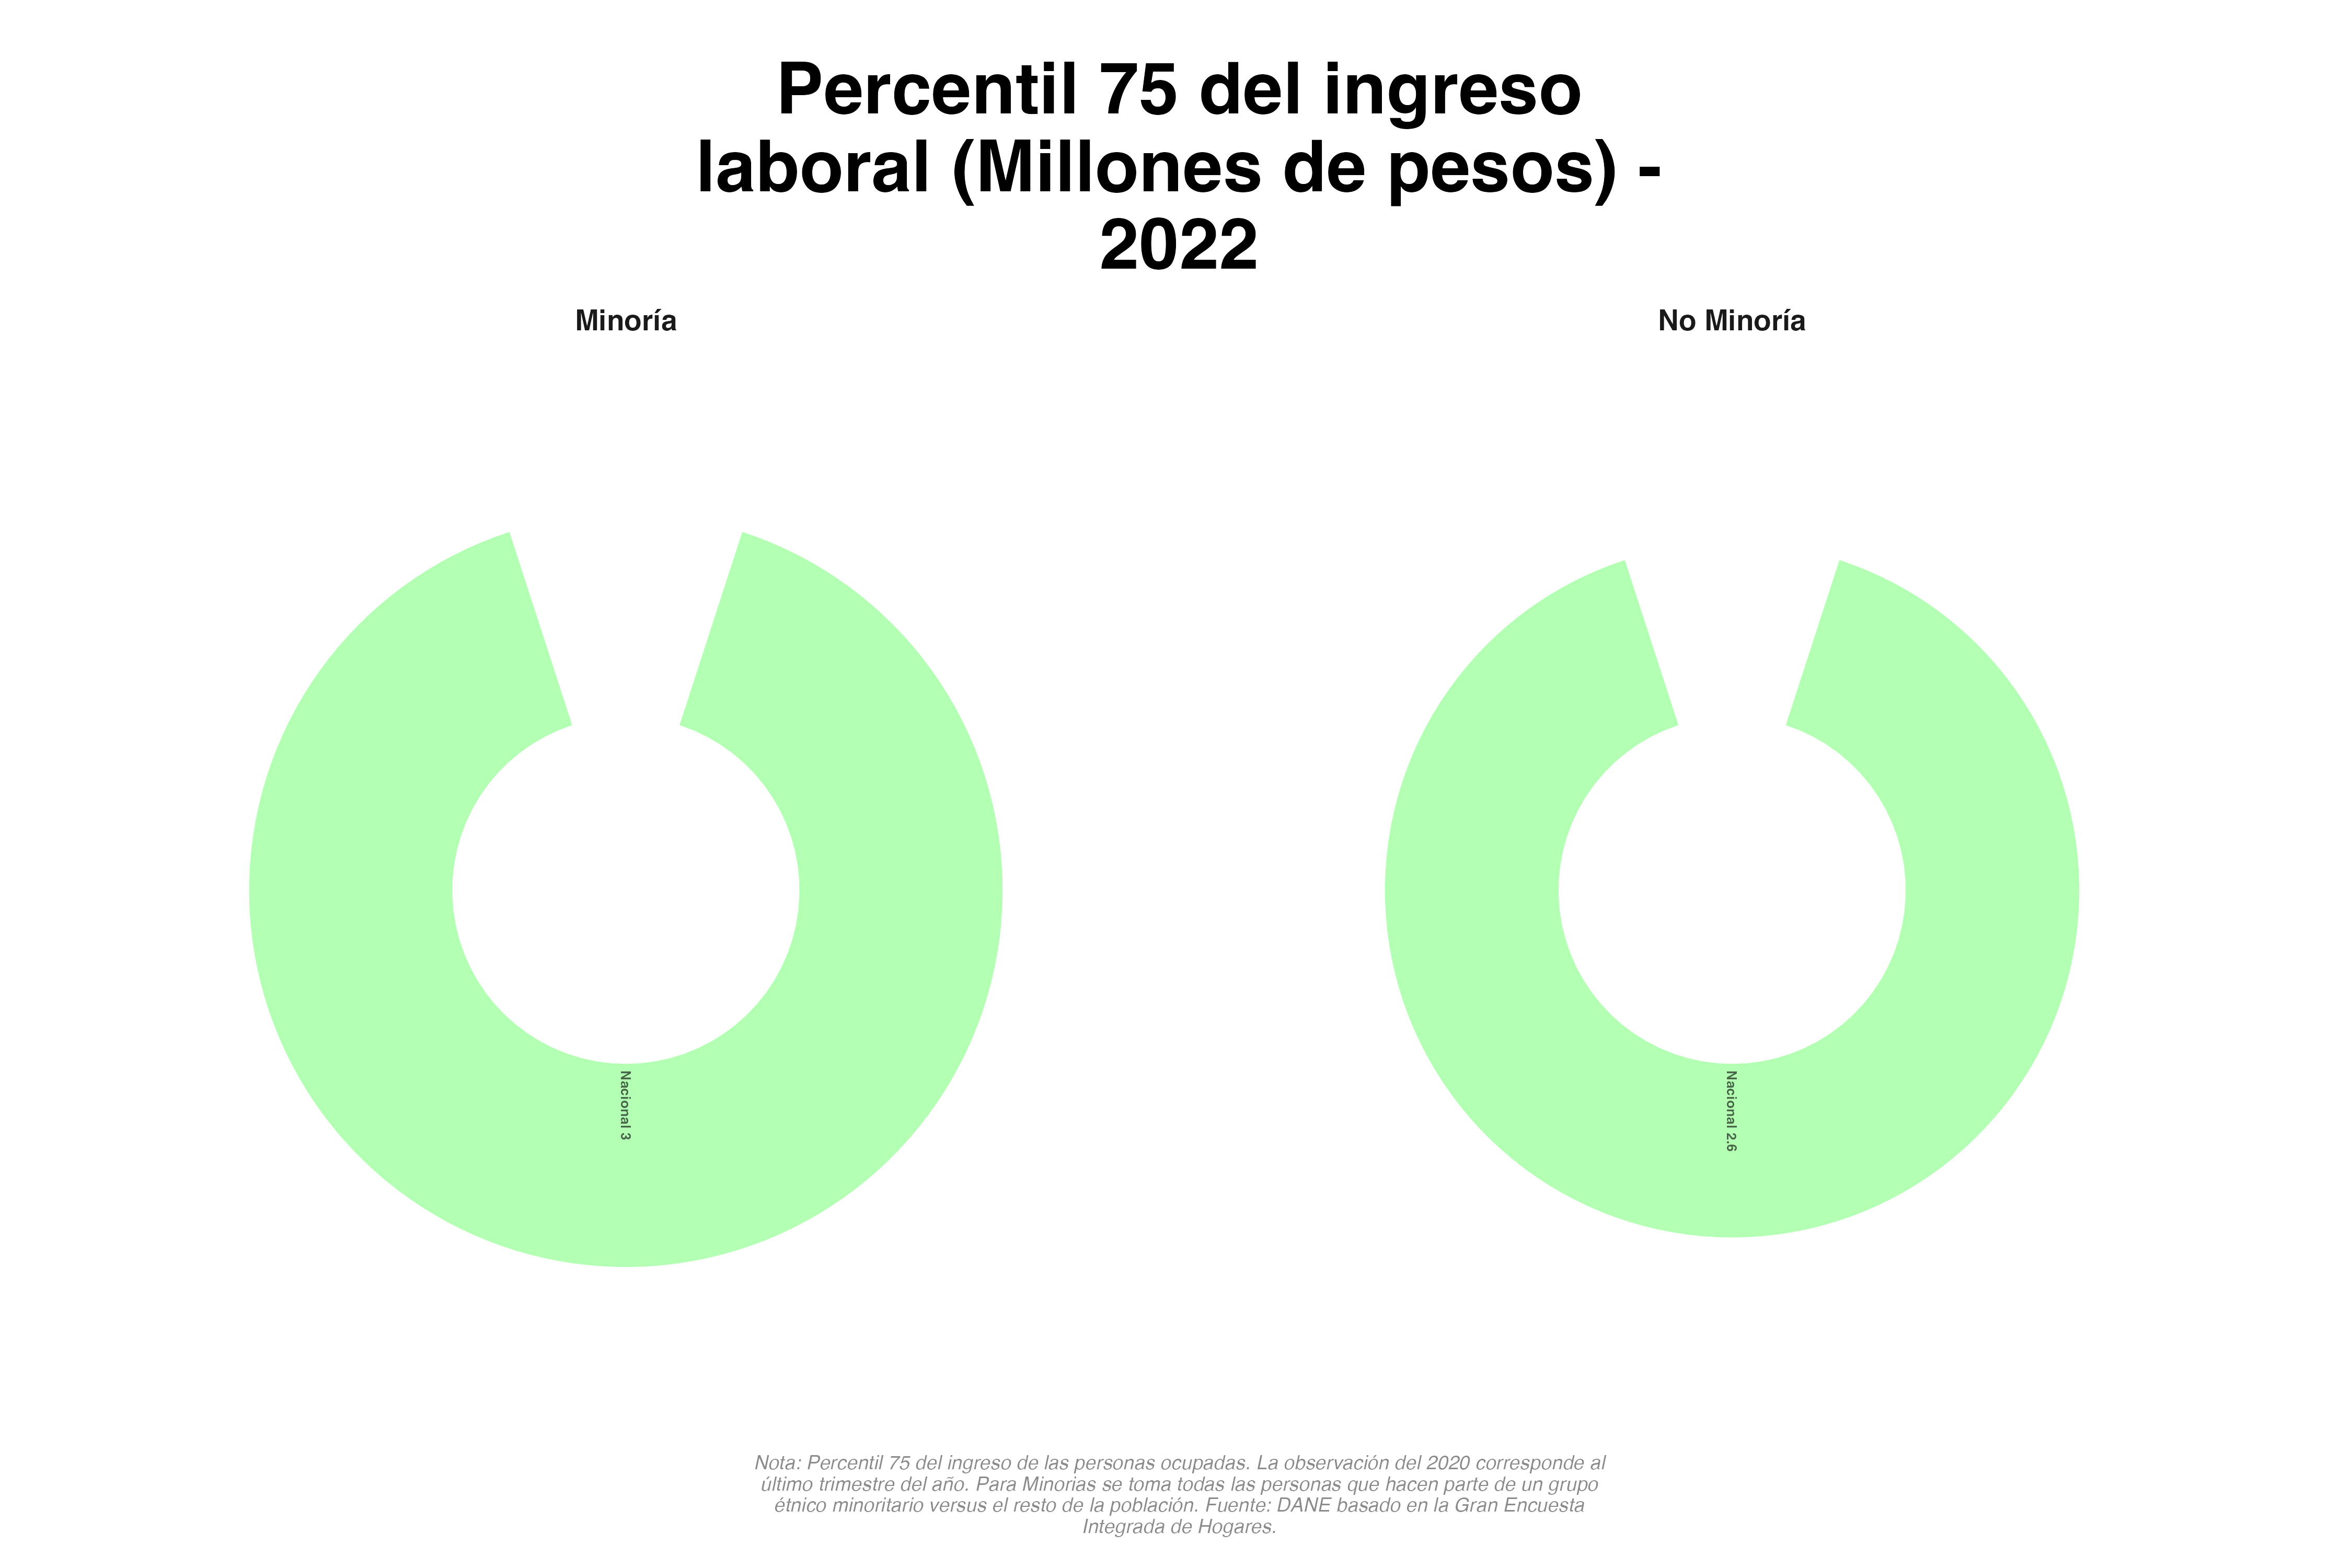 Percentil 75 del ingreso
laboral (Millones de pesos) -
2022
Minoría
No Minoría
Nacional 3
Nacional 2.6
Nota: Percentil 75 del ingreso de las personas ocupadas. La observación del 2020 corresponde al
último trimestre del año. Para Minorias se toma todas las personas que hacen parte de un grupo
étnico minoritario versus el resto de la población. Fuente: DANE basado en la Gran Encuesta
Integrada de Hogares.